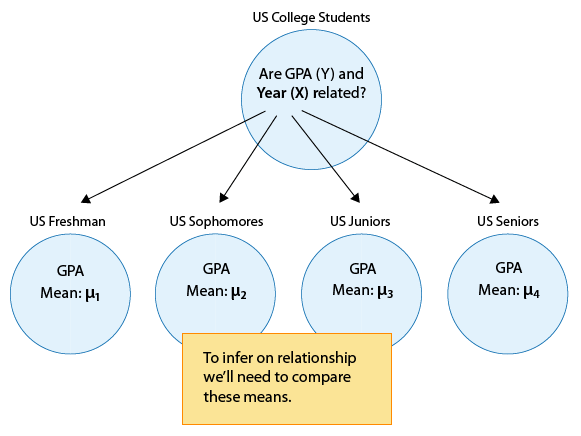 US College Students
Are GPA (Y) and
Year (X) related?
US Freshman
US Sophomores
US Juniors
US Seniors
GPA
Mean: μ1
GPA
Mean: μ2
GPA
Mean: μ3
GPA
Mean: μ4
To infer on relationship
we'll need to compare
these means.